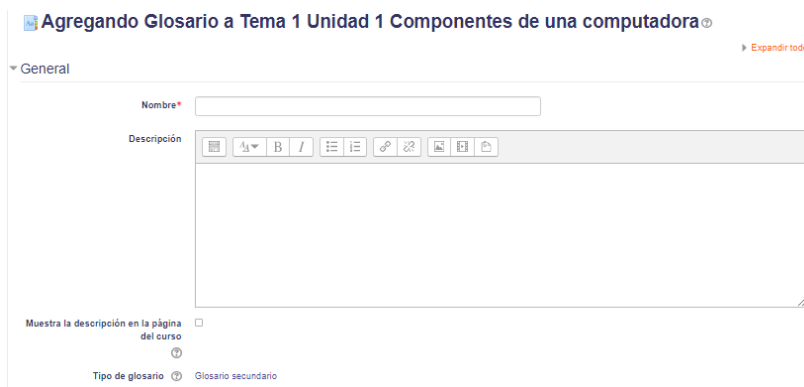 Agregando Glosario a Tema 1 Unidad 1 Componentes de una computadora
Expandir todo
General
Nombre*
Descripción
B I
Muestra la descripción en la página
del curso
Tipo de glosario Glosario secundario